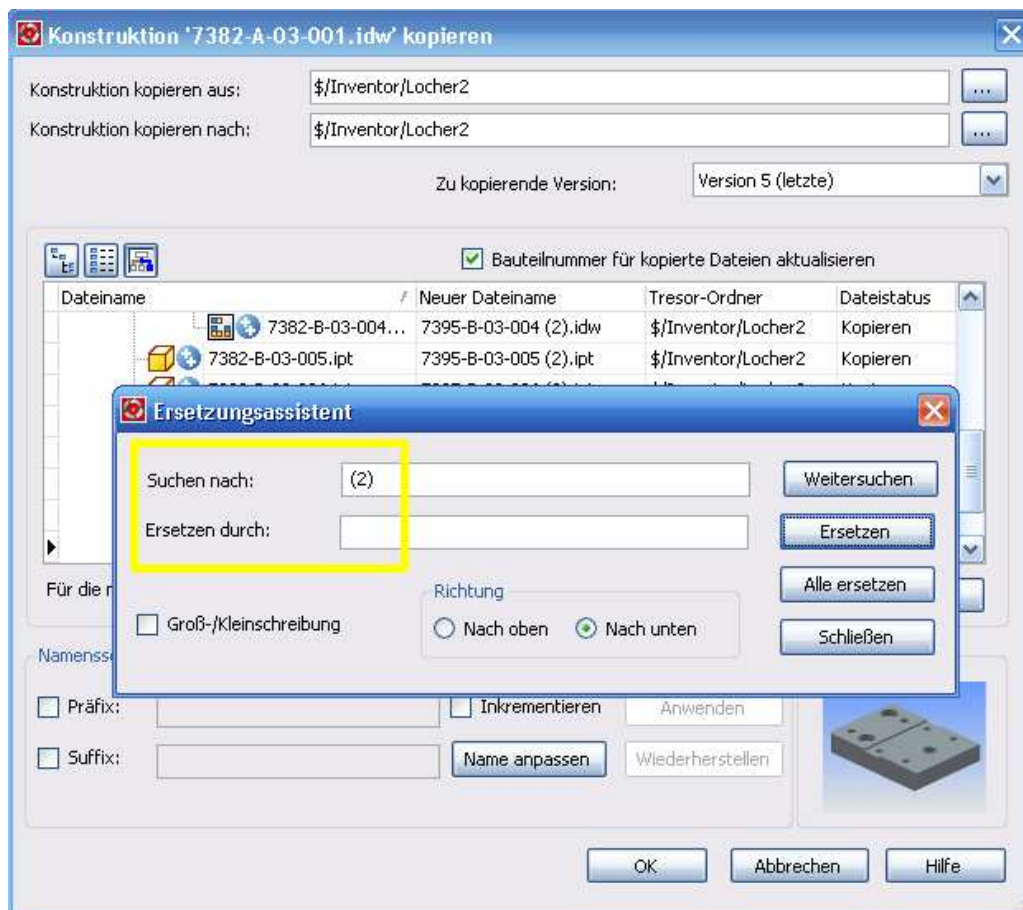 Konstruktion '7382-A-03-001.idw' kopieren
Konstruktion kopieren aus: $/Inventor/Locher2 ...
Konstruktion kopieren nach: $/Inventor/Locher2 ...
Zu kopierende Version: Version 5 (letzte)
Bauteilnummer für kopierte Dateien aktualisieren
Dateiname / Neuer Dateiname Tresor-Ordner Dateistatus
7382-B-03-004... 7395-B-03-004 (2).idw $/Inventor/Locher2 Kopieren
7382-B-03-005.ipt 7395-B-03-005 (2).ipt $/Inventor/Locher2 Kopieren
Ersetzungsassistent
Suchen nach: (2) Weitersuchen
Ersetzen durch: Ersetzen
Alle ersetzen
Für die
Richtung
Groß-/Kleinschreibung Nach oben Nach unten Schließen
Präfix: Inkrementieren Anwenden
Suffix: Name anpassen Wiederherstellen
OK Abbrechen Hilfe